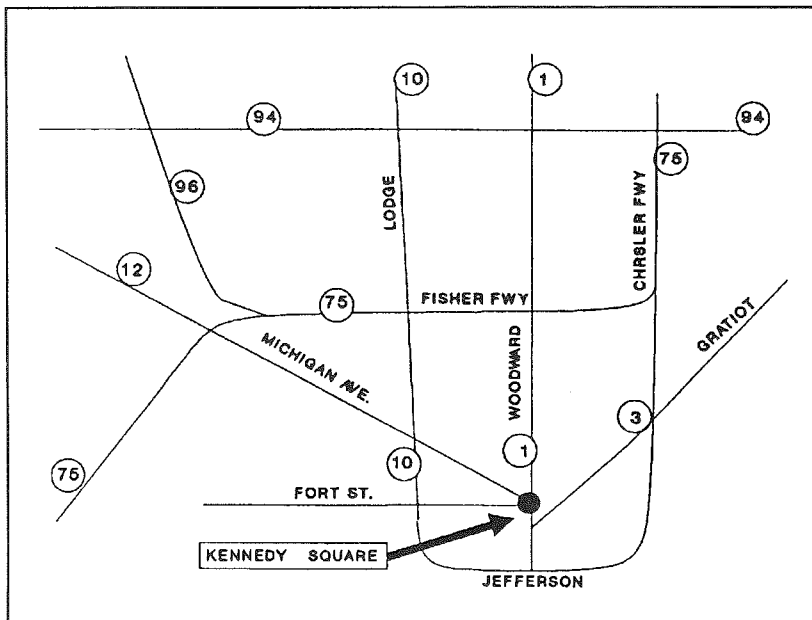 10
1
94
94
75
96
LODGE
CHRSLER FWY
12
75
FISHER FWY
MICHIGAN AVE.
WOODWARD
GRATIOT
3
10
1
75
FORT ST.
KENNEDY SQUARE
JEFFERSON